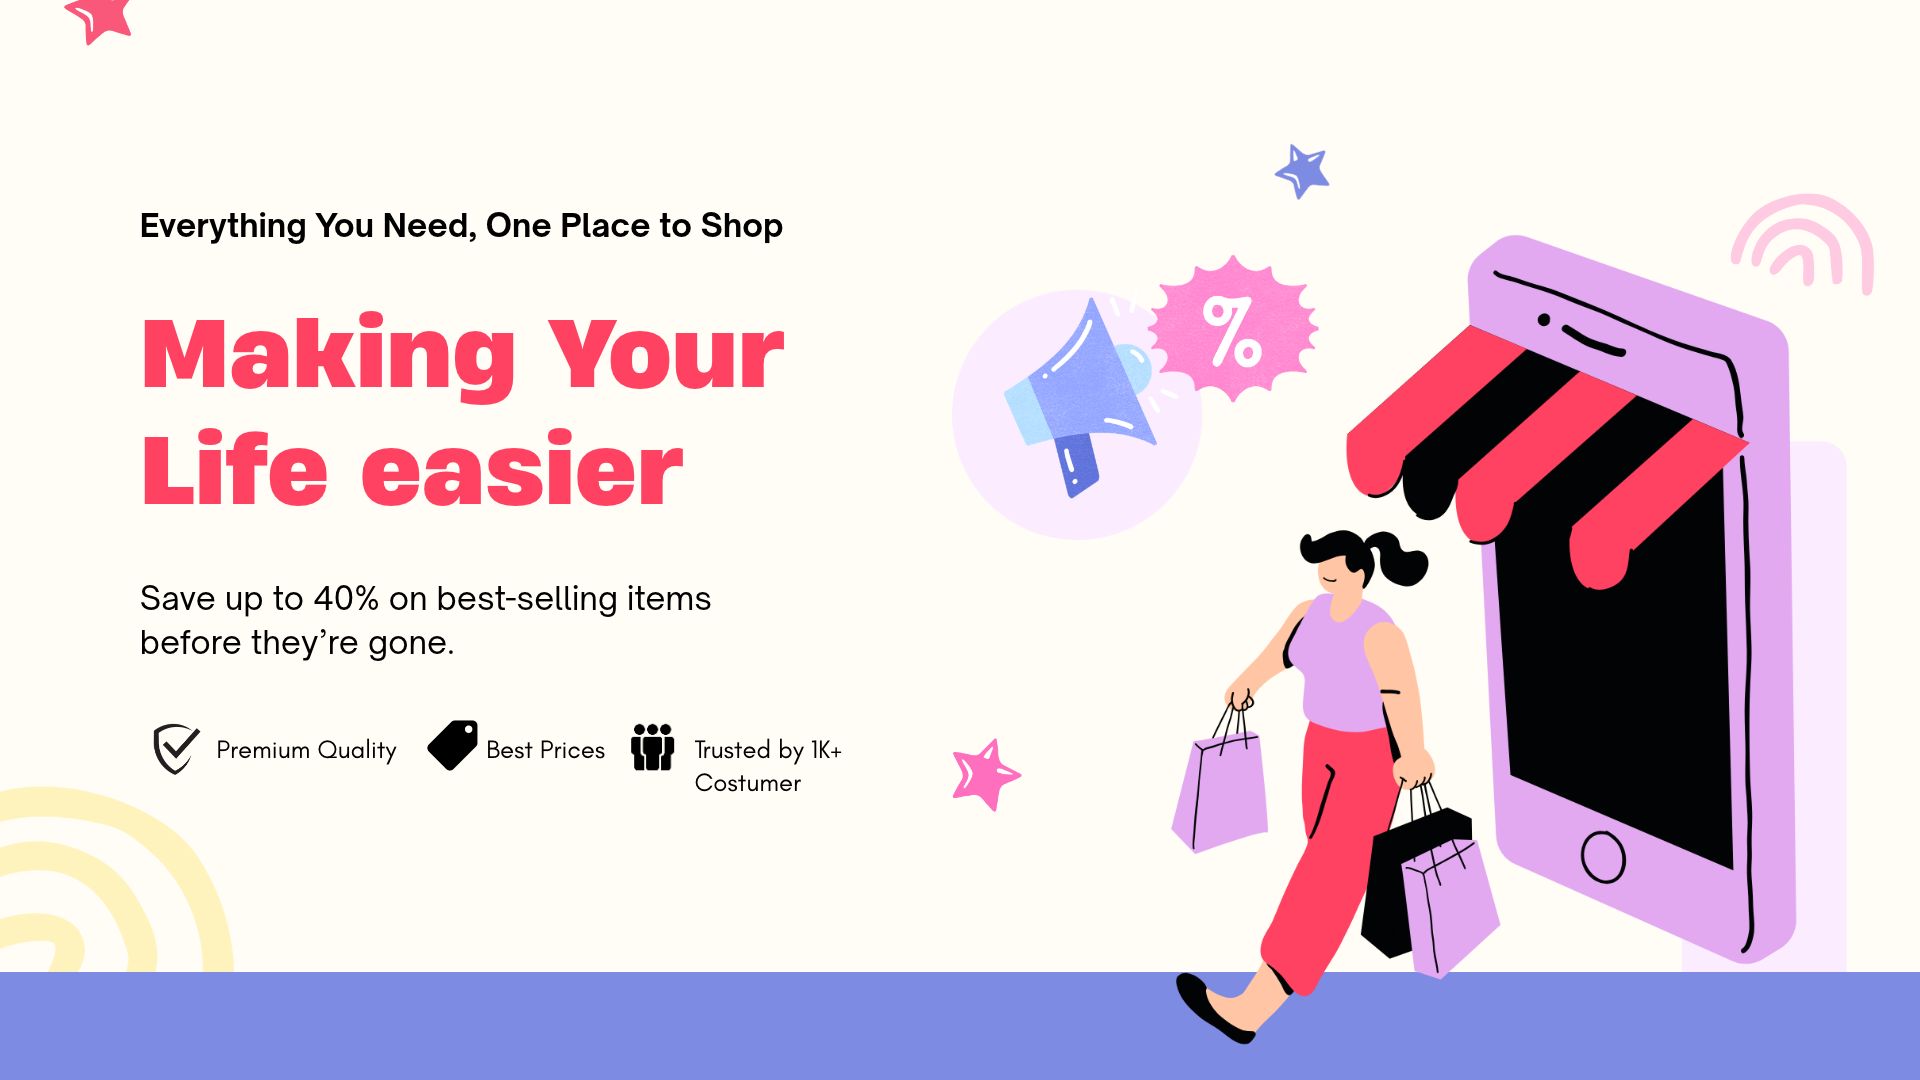 Everything You Need, One Place to Shop
Making Your
Life easier
Save up to 40% on best-selling items
before they’re gone.
Premium Quality
Best Prices
Trusted by 1K+
Costumer
%